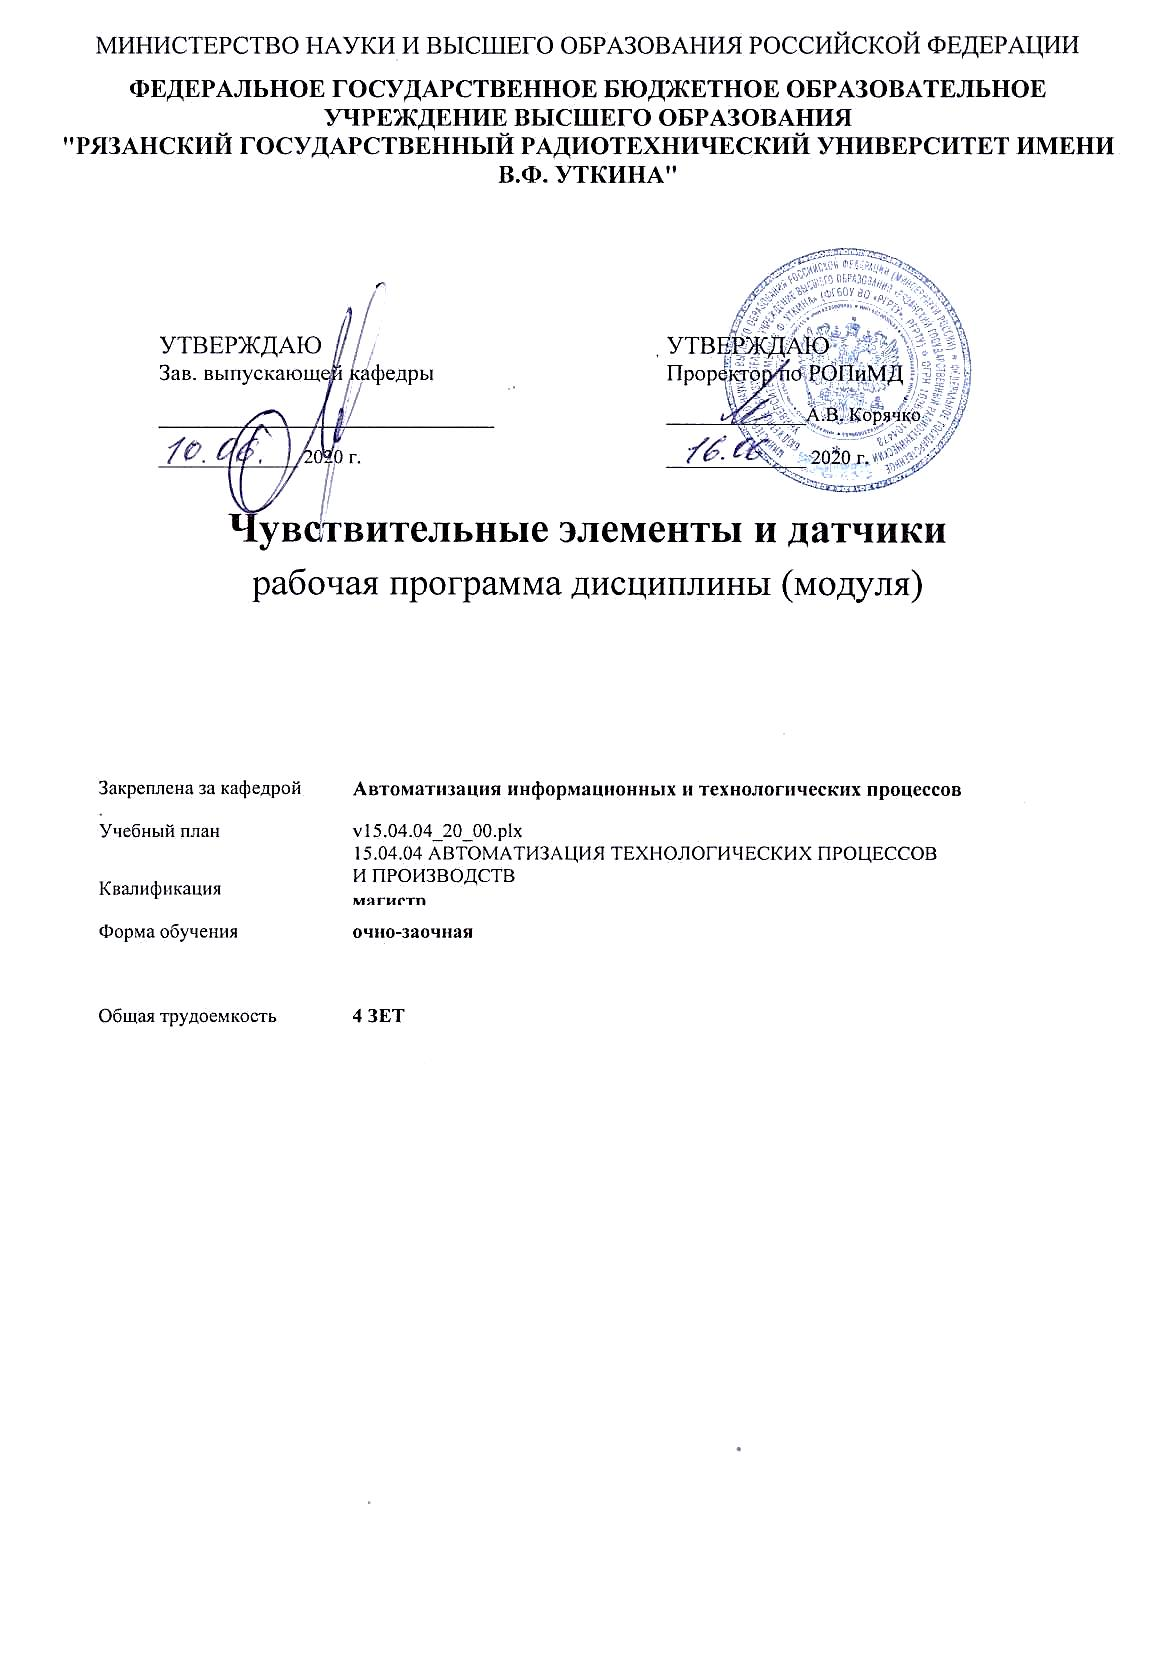 МИНИСТЕРСТВО НАУКИ И ВЫСШЕГО ОБРАЗОВАНИЯ РОССИЙСКОЙ ФЕДЕРАЦИИ
ФЕДЕРАЛЬНОЕ ГОСУДАРСТВЕННОЕ БЮДЖЕТНОЕ ОБРАЗОВАТЕЛЬНОЕ
УЧРЕЖДЕНИЕ ВЫСШЕГО ОБРАЗОВАНИЯ
"РЯЗАНСКИЙ ГОСУДАРСТВЕННЫЙ РАДИОТЕХНИЧЕСКИЙ УНИВЕРСИТЕТ ИМЕНИ
В.Ф. УТКИНА"
УТВЕРЖДАЮ
Зав. выпускающей кафедры
10.06. 2020 г.
УТВЕРЖДАЮ
Проректор по РОПиМД
А.В. Корячко
16.06 2020 г.
Чувствительные элементы и датчики
рабочая программа дисциплины (модуля)
Закреплена за кафедрой Автоматизация информационных и технологических процессов
Учебный план v15.04.04_20_00.plx
15.04.04 АВТОМАТИЗАЦИЯ ТЕХНОЛОГИЧЕСКИХ ПРОЦЕССОВ
И ПРОИЗВОДСТВ
Квалификация магистр
Форма обучения очно-заочная
Общая трудоемкость 4 ЗЕТ